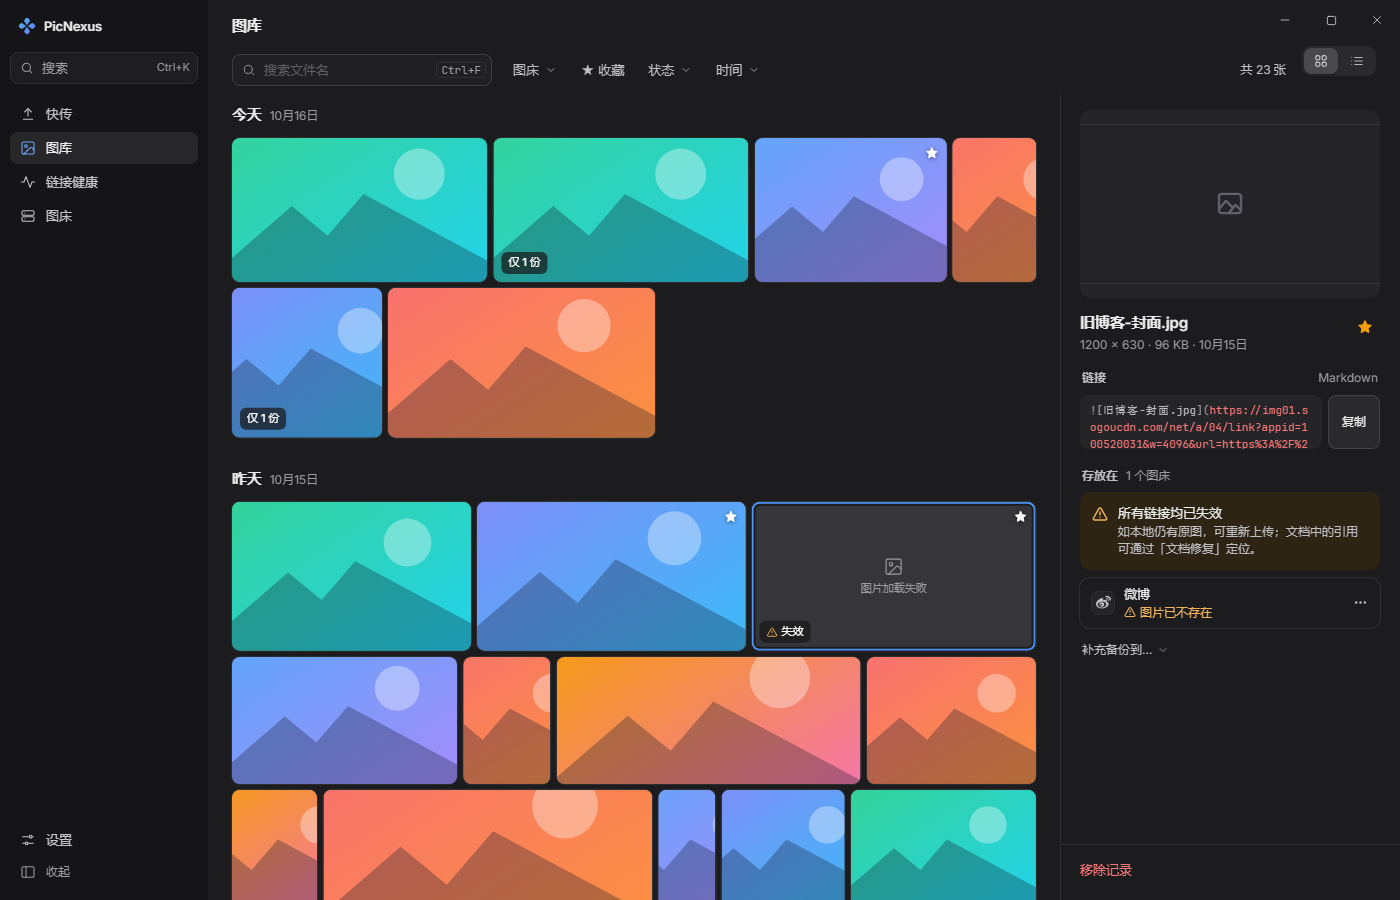 PicNexus
搜索 Ctrl+K
快传
图库
链接健康
图床
设置
收起
图库
搜索文件名 Ctrl+F
图床
★ 收藏
状态
时间
共 23 张
今天 10月16日
仅1份
仅1份
昨天 10月15日
图片加载失败
失效
旧博客-封面.jpg
1200 × 630 · 96 KB · 10月15日
链接 Markdown
![旧博客-封面.jpg](https://img01.s
ogoucdn.com/net/a/04/link?appid=1
00520031&w=4096&url=https%3A%2F%2
复制
存放在 1 个图床
所有链接均已失效
如本地仍有原图，可重新上传；文档中的引用
可通过「文档修复」定位。
微博
图片已不存在
补充备份到...
移除记录